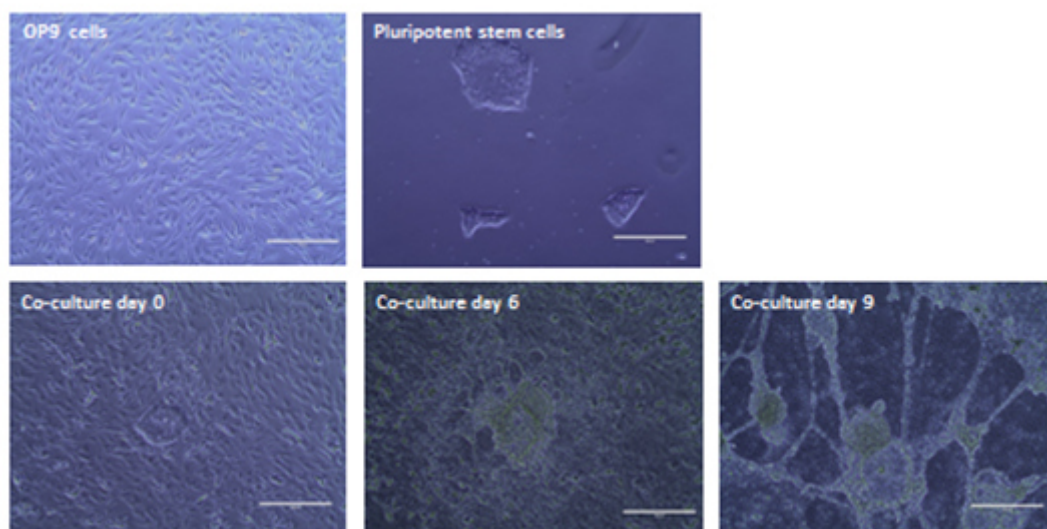 OP9 cells
Pluripotent stem cells
Co-culture day 0
Co-culture day 6
Co-culture day 9